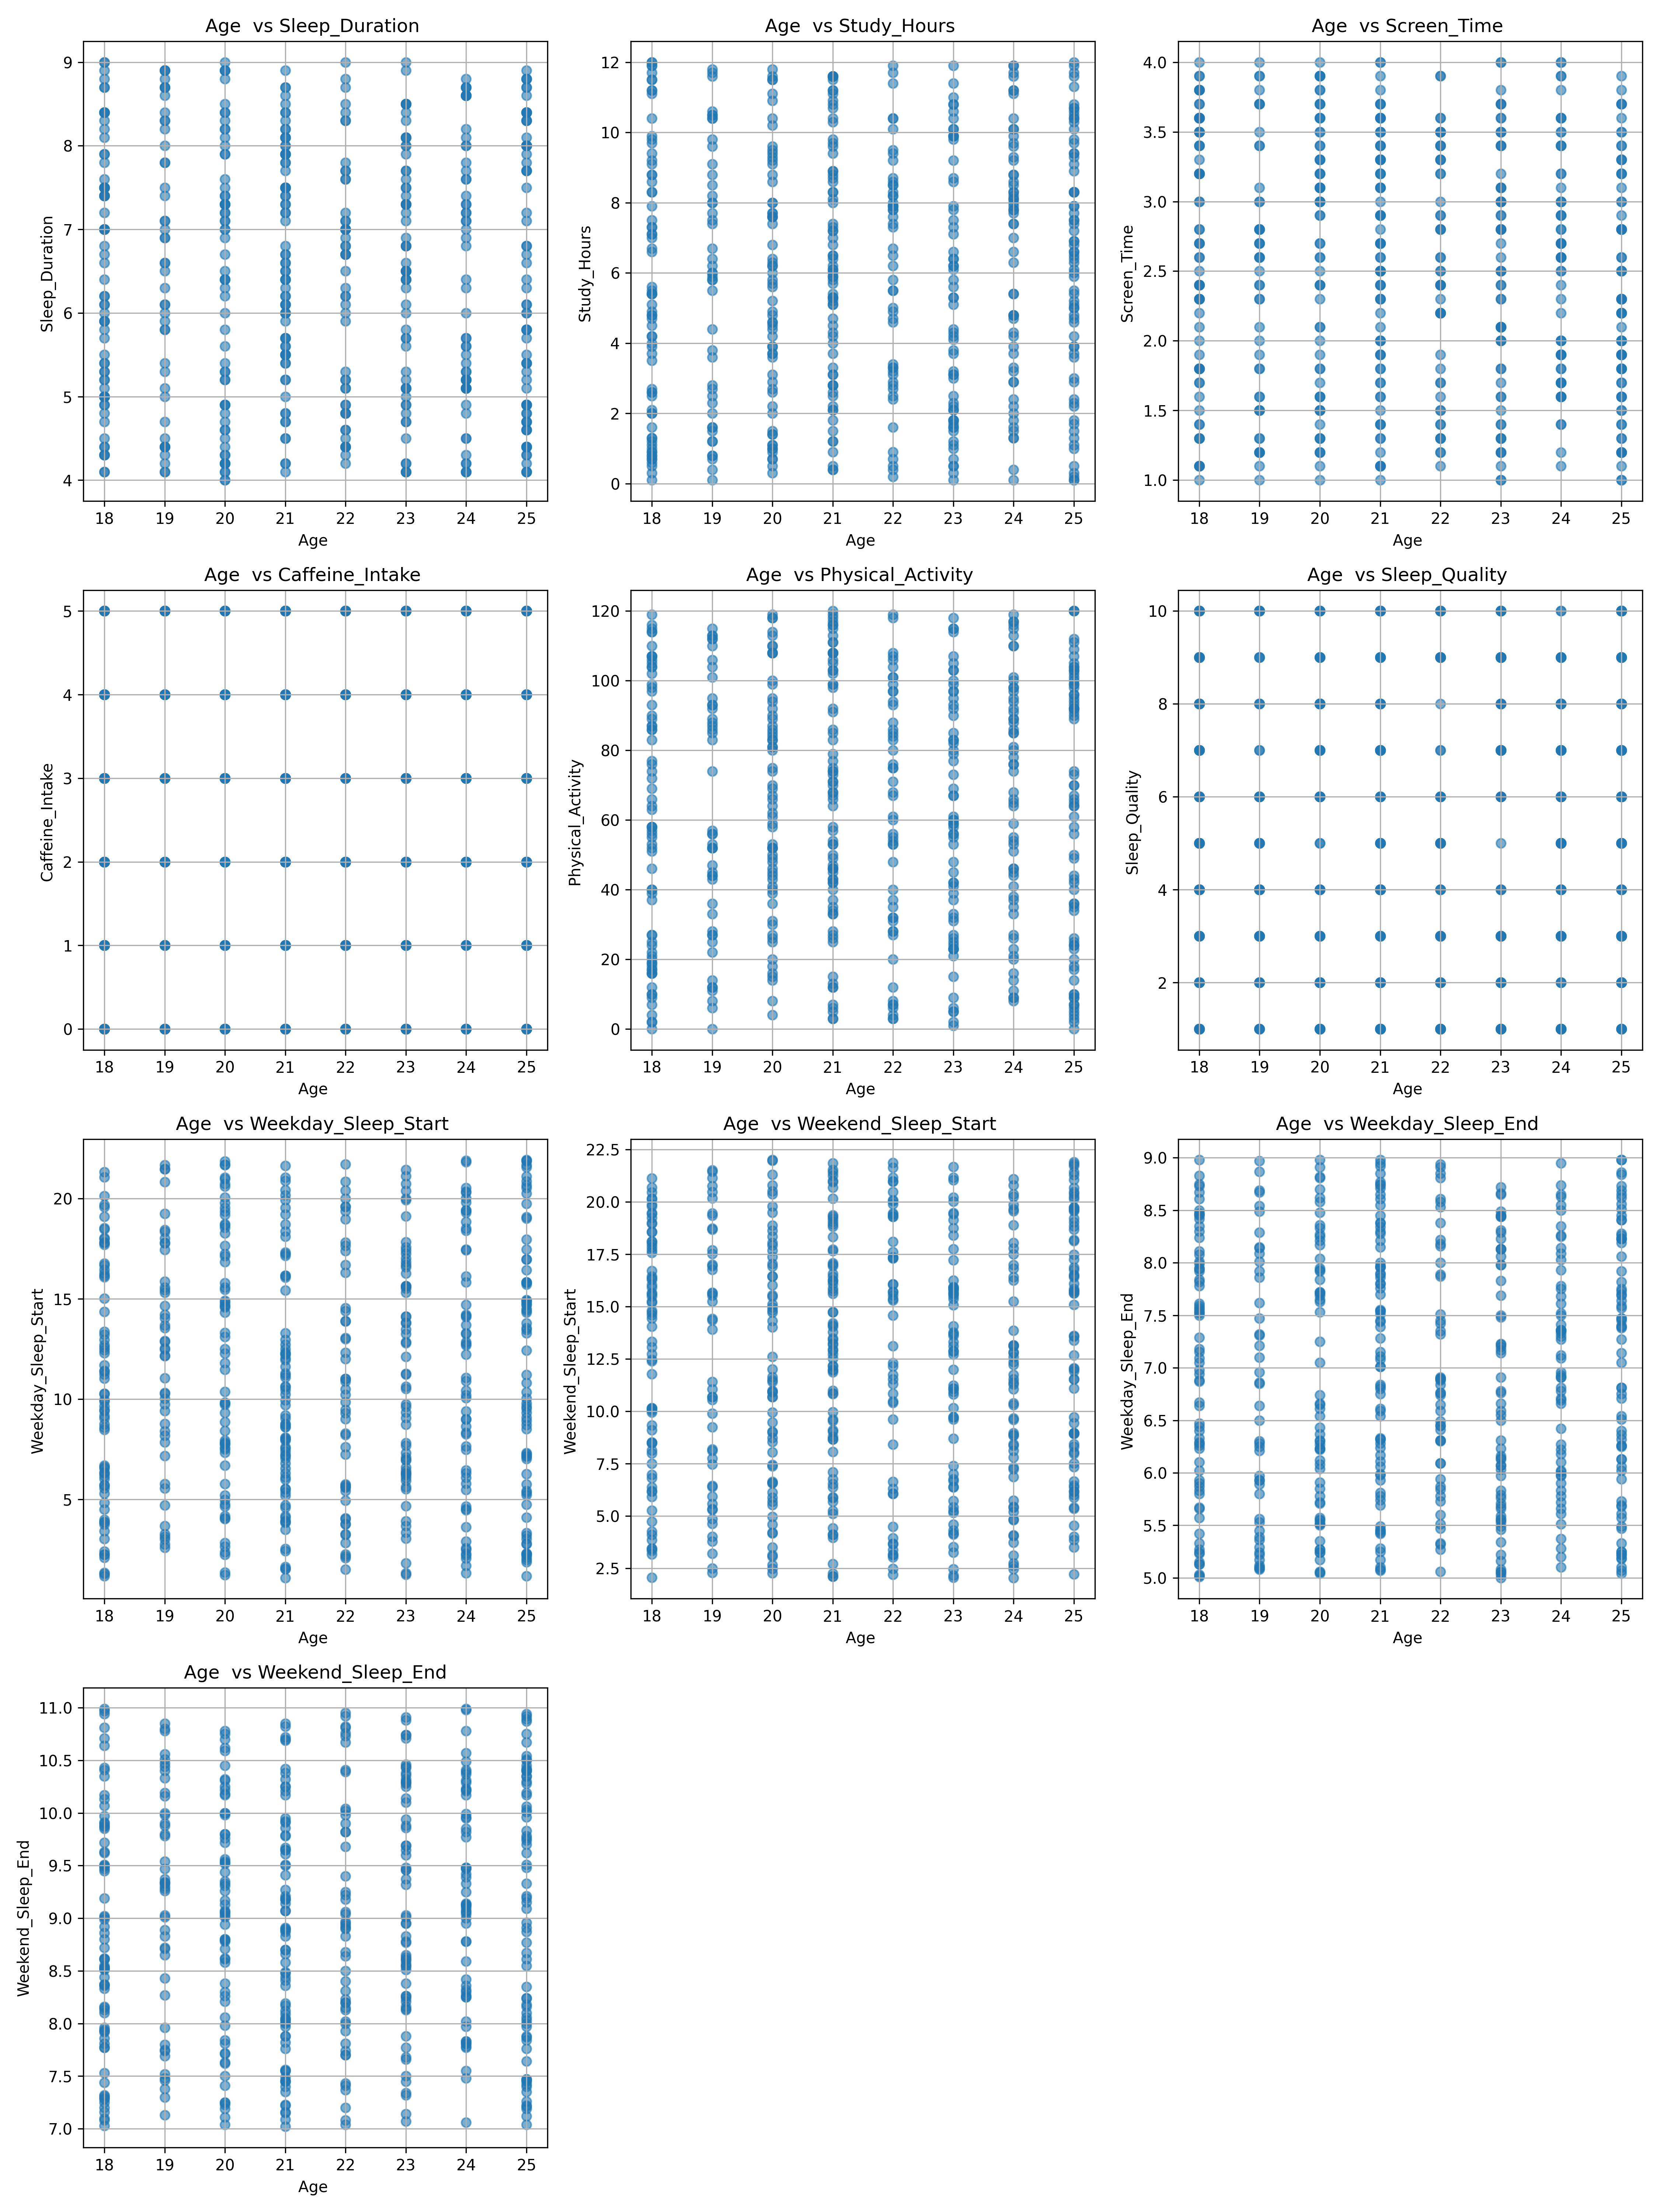 Age  vs Sleep_Duration
Sleep_Duration
9
8
7
6
5
4
18 19 20 21 22 23 24 25
Age
Age  vs Study_Hours
Study_Hours
12
10
8
6
4
2
0
18 19 20 21 22 23 24 25
Age
Age  vs Screen_Time
Screen_Time
4.0
3.5
3.0
2.5
2.0
1.5
1.0
18 19 20 21 22 23 24 25
Age
Age  vs Caffeine_Intake
Caffeine_Intake
5
4
3
2
1
0
18 19 20 21 22 23 24 25
Age
Age  vs Physical_Activity
Physical_Activity
120
100
80
60
40
20
0
18 19 20 21 22 23 24 25
Age
Age  vs Sleep_Quality
Sleep_Quality
10
8
6
4
2
18 19 20 21 22 23 24 25
Age
Age  vs Weekday_Sleep_Start
Weekday_Sleep_Start
20
15
10
5
18 19 20 21 22 23 24 25
Age
Age  vs Weekend_Sleep_Start
Weekend_Sleep_Start
22.5
20.0
17.5
15.0
12.5
10.0
7.5
5.0
2.5
18 19 20 21 22 23 24 25
Age
Age  vs Weekday_Sleep_End
Weekday_Sleep_End
9.0
8.5
8.0
7.5
7.0
6.5
6.0
5.5
5.0
18 19 20 21 22 23 24 25
Age
Age  vs Weekend_Sleep_End
Weekend_Sleep_End
11.0
10.5
10.0
9.5
9.0
8.5
8.0
7.5
7.0
18 19 20 21 22 23 24 25
Age